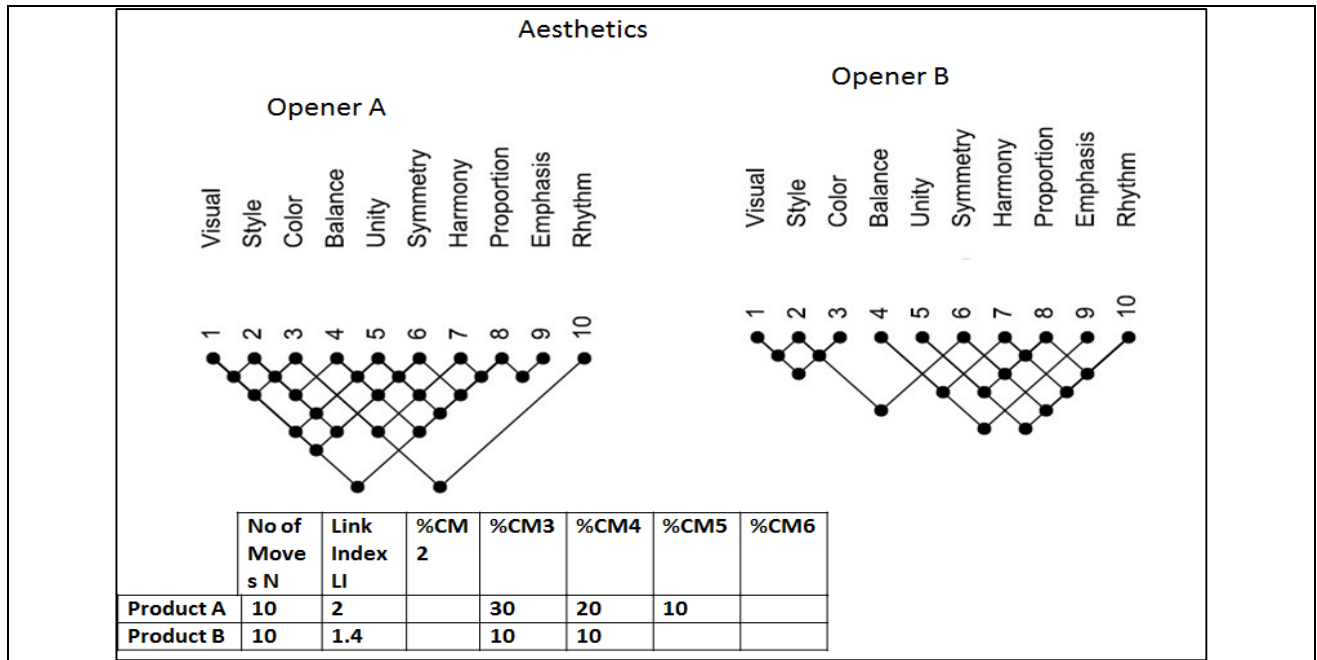 Aesthetics
Opener A
Opener B
Visual
Style
Color
Balance
Unity
Symmetry
Harmony
Proportion
Emphasis
Rhythm
Visual
Style
Color
Balance
Unity
Symmetry
Harmony
Proportion
Emphasis
Rhythm
1 2 3 4 5 6 7 8 9 10
1 2 3 4 5 6 7 8 9 10
No of Move s N
Link Index LI
%CM 2
%CM3
%CM4
%CM5
%CM6
Product A 10 2 30 20 10
Product B 10 1.4 10 10